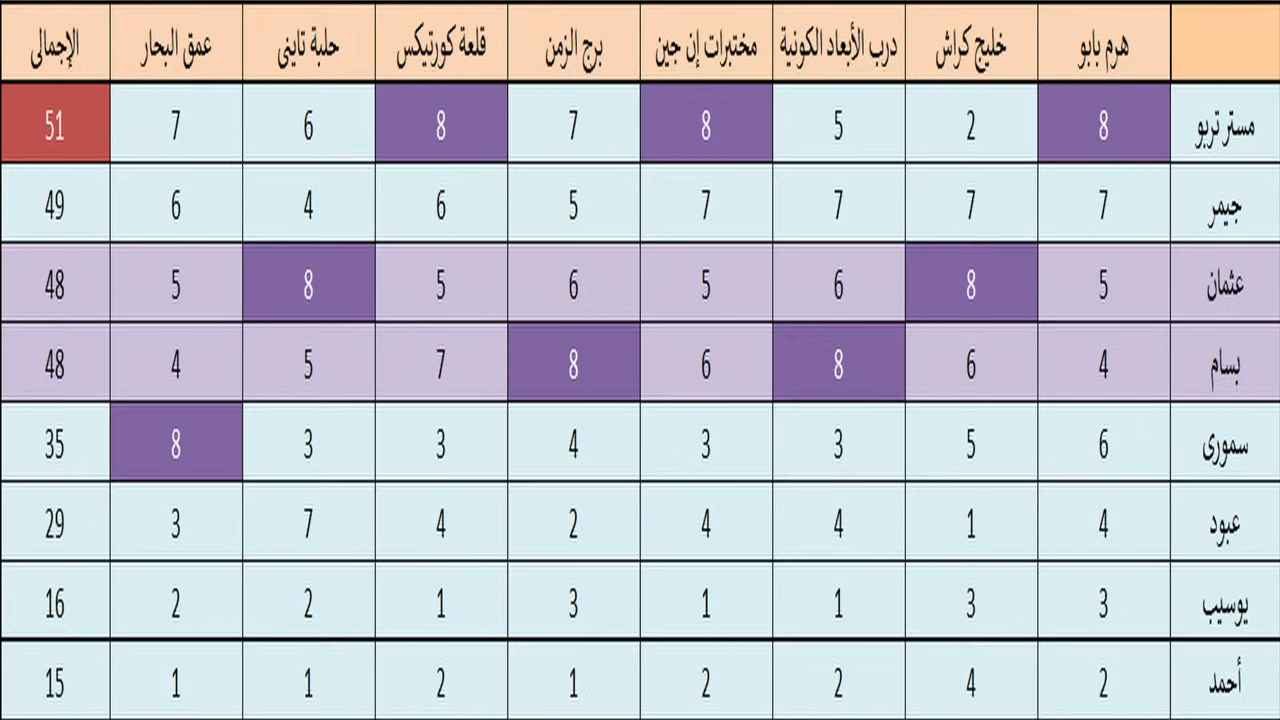 هرم بابو خليج كراش درب الأبعاد الكونية مختبرات إن جين برج الزمن قلعة كورتيكس حلبة تاينى عمق البحار الإجمالى
مستر تربو 8 2 5 8 7 8 6 7 51
جيمر 7 7 7 7 5 6 4 6 49
عثمان 5 8 6 5 6 5 8 5 48
بسام 4 6 8 6 8 7 5 4 48
سمورى 6 5 3 3 4 3 3 8 35
عبود 4 1 4 4 2 4 7 3 29
يوسيب 3 3 1 1 3 1 2 2 16
أحمد 2 4 2 2 1 2 1 1 15